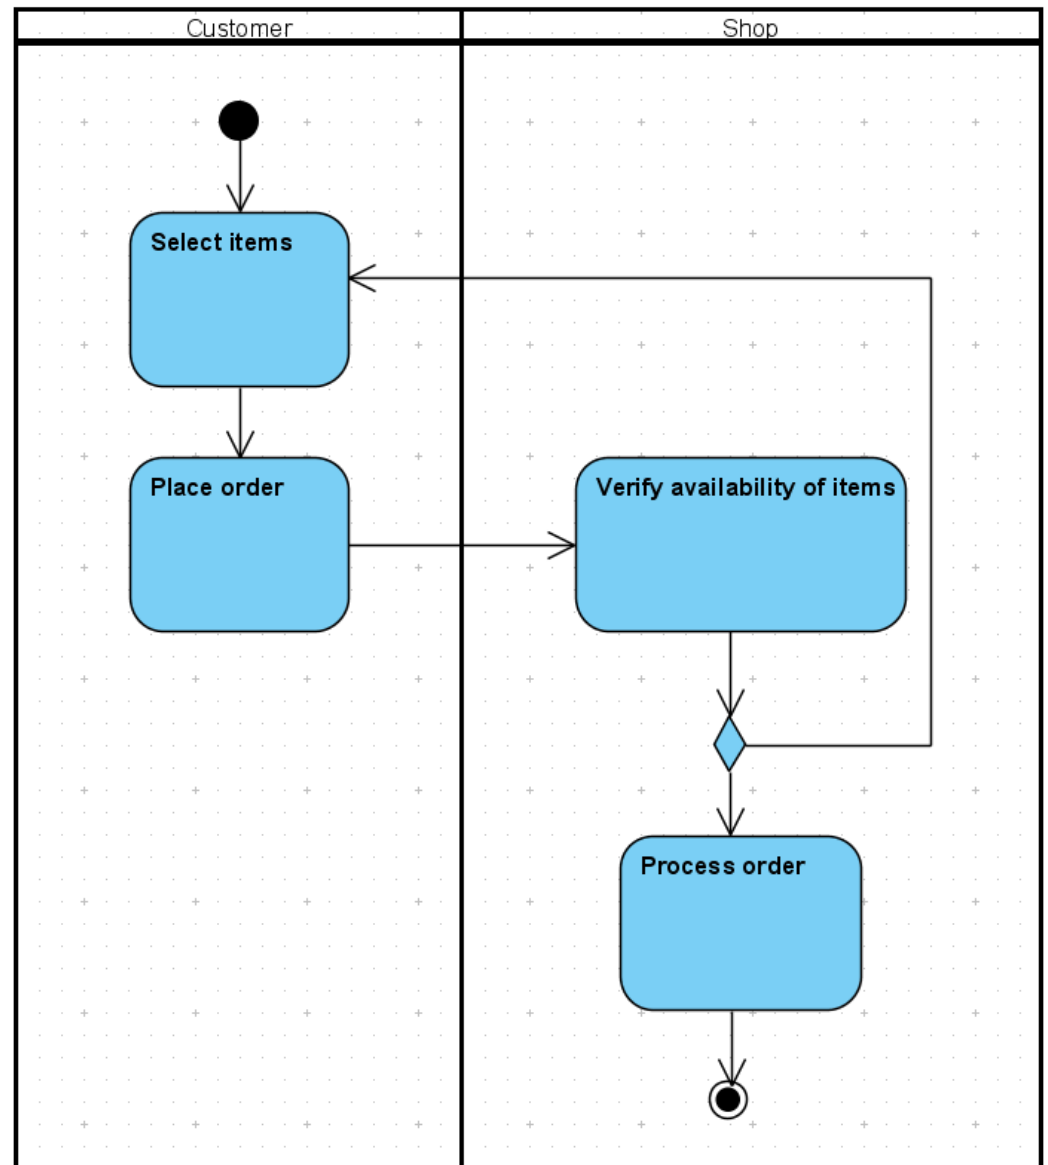 Customer
Shop
Select items
Place order
Verify availability of items
Process order